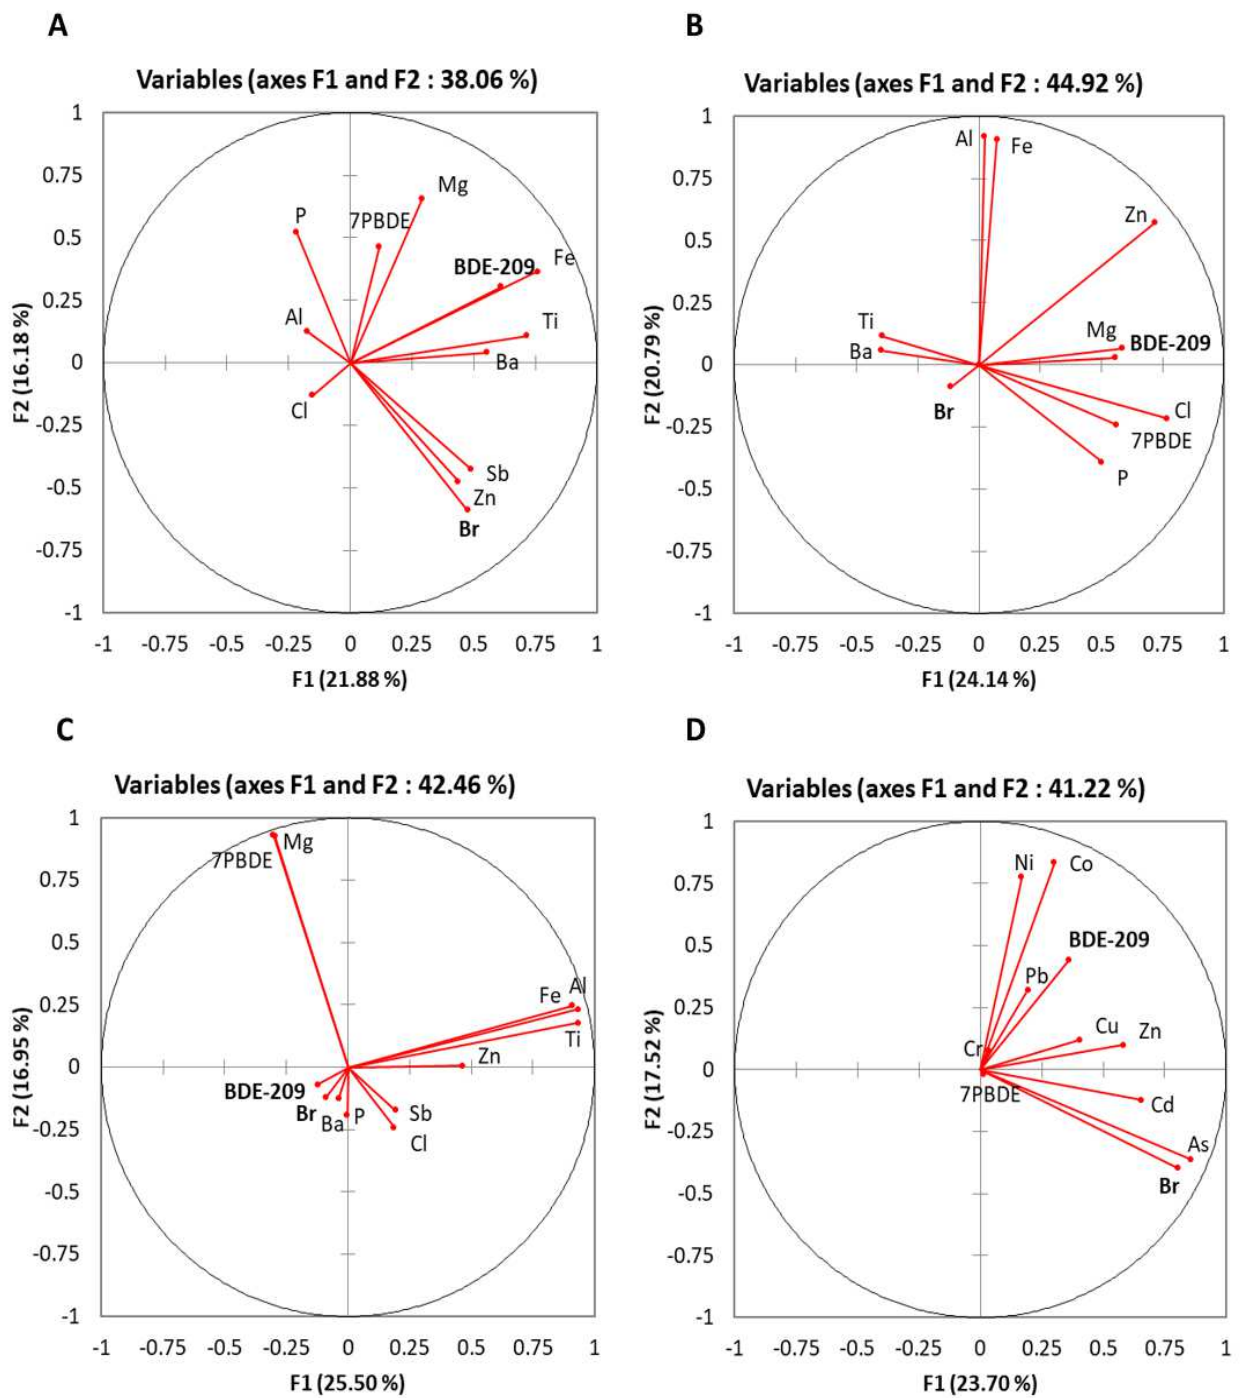 A
Variables (axes F1 and F2 : 38.06 %)
1
0.75
0.5
0.25
0
-0.25
-0.5
-0.75
-1
F2 (16.18 %)
Mg
P
7PBDE
Fe
BDE-209
Al
Ti
Ba
Cl
Sb
Zn
Br
-1 -0.75 -0.5 -0.25 0 0.25 0.5 0.75 1
F1 (21.88 %)
B
Variables (axes F1 and F2 : 44.92 %)
1
0.75
0.5
0.25
0
-0.25
-0.5
-0.75
-1
F2 (20.79 %)
Al
Fe
Zn
Ti
Mg
BDE-209
Ba
Br
Cl
7PBDE
P
-1 -0.75 -0.5 -0.25 0 0.25 0.5 0.75 1
F1 (24.14 %)
C
Variables (axes F1 and F2 : 42.46 %)
1
0.75
0.5
0.25
0
-0.25
-0.5
-0.75
-1
F2 (16.95 %)
Mg
7PBDE
Fe
Al
Ti
Zn
BDE-209
Br
Ba
P
Sb
Cl
-1 -0.75 -0.5 -0.25 0 0.25 0.5 0.75 1
F1 (25.50 %)
D
Variables (axes F1 and F2 : 41.22 %)
1
0.75
0.5
0.25
0
-0.25
-0.5
-0.75
-1
F2 (17.52 %)
Ni
Co
BDE-209
Pb
Cu
Zn
Cr
7PBDE
Cd
As
Br
-1 -0.75 -0.5 -0.25 0 0.25 0.5 0.75 1
F1 (23.70 %)